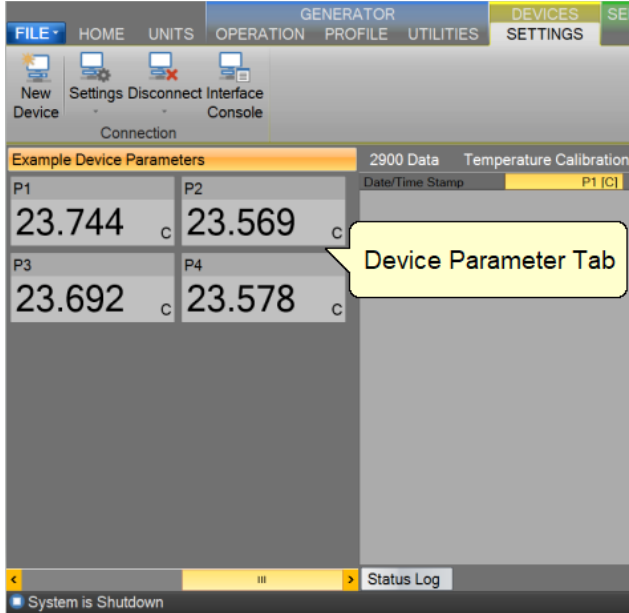 GENERATOR DEVICES SE
FILE HOME UNITS OPERATION PROFILE UTILITIES SETTINGS
New Device Settings Disconnect Interface Console
Connection
Example Device Parameters 2900 Data Temperature Calibration
Date/Time Stamp P1 [C]
P1 P2
23.744 C 23.569 C
Device Parameter Tab
P3 P4
23.692 C 23.578 C
Status Log
System is Shutdown